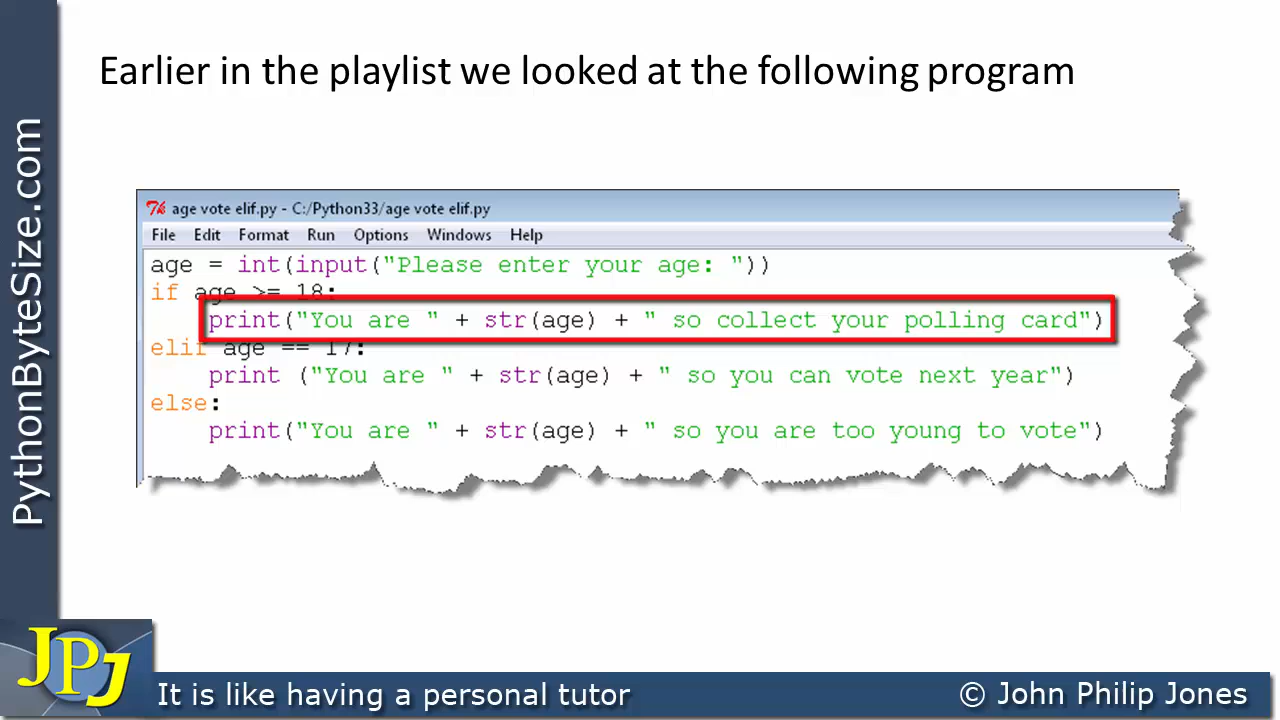 Earlier in the playlist we looked at the following program
age vote elif.py - C:/Python33/age vote elif.py
File Edit Format Run Options Windows Help
age = int(input("Please enter your age: "))
if age >= 18:
    print("You are " + str(age) + " so collect your polling card")
elif age == 17:
    print ("You are " + str(age) + " so you can vote next year")
else:
    print("You are " + str(age) + " so you are too young to vote")
PythonByteSize.com
JPJ
It is like having a personal tutor
© John Philip Jones